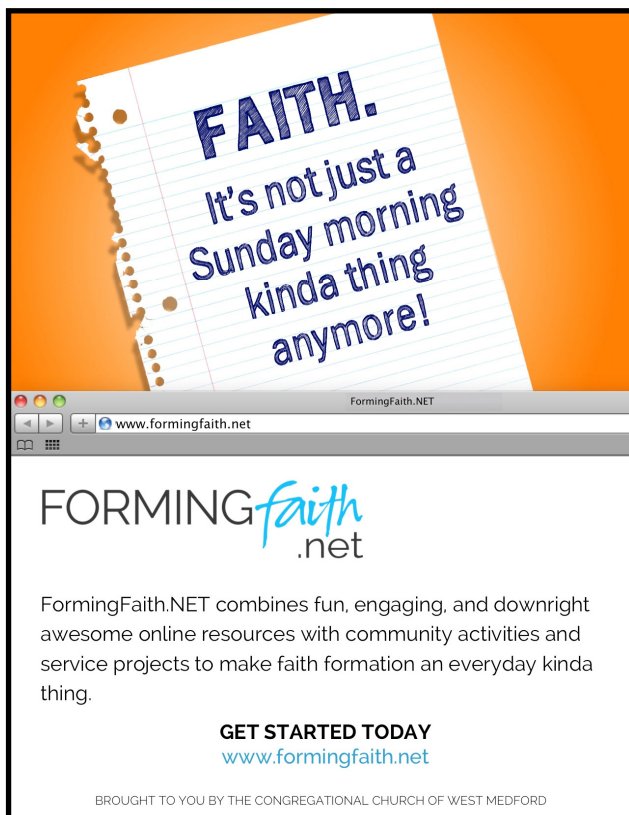 FAITH.
It's not just a
Sunday morning
kinda thing
anymore!
FormingFaith.NET
www.formingfaith.net
FORMINGfaith
.net
FormingFaith.NET combines fun, engaging, and downright
awesome online resources with community activities and
service projects to make faith formation an everyday kinda
thing.
GET STARTED TODAY
www.formingfaith.net
BROUGHT TO YOU BY THE CONGREGATIONAL CHURCH OF WEST MEDFORD